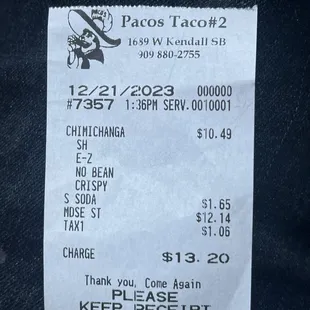 Pacos Taco#2
1689 W Kendall SB
909 880-2755
12/21/2023 000000
#7357 1:36PM SERV.0010001
CHIMICHANGA $10.49
SH
E-Z
NO BEAN
CRISPY
S SODA $1.65
MDSE ST $12.14
TAX1 $1.06
CHARGE $13.20
Thank you, Come Again
PLEASE
KEEP RECEIPT